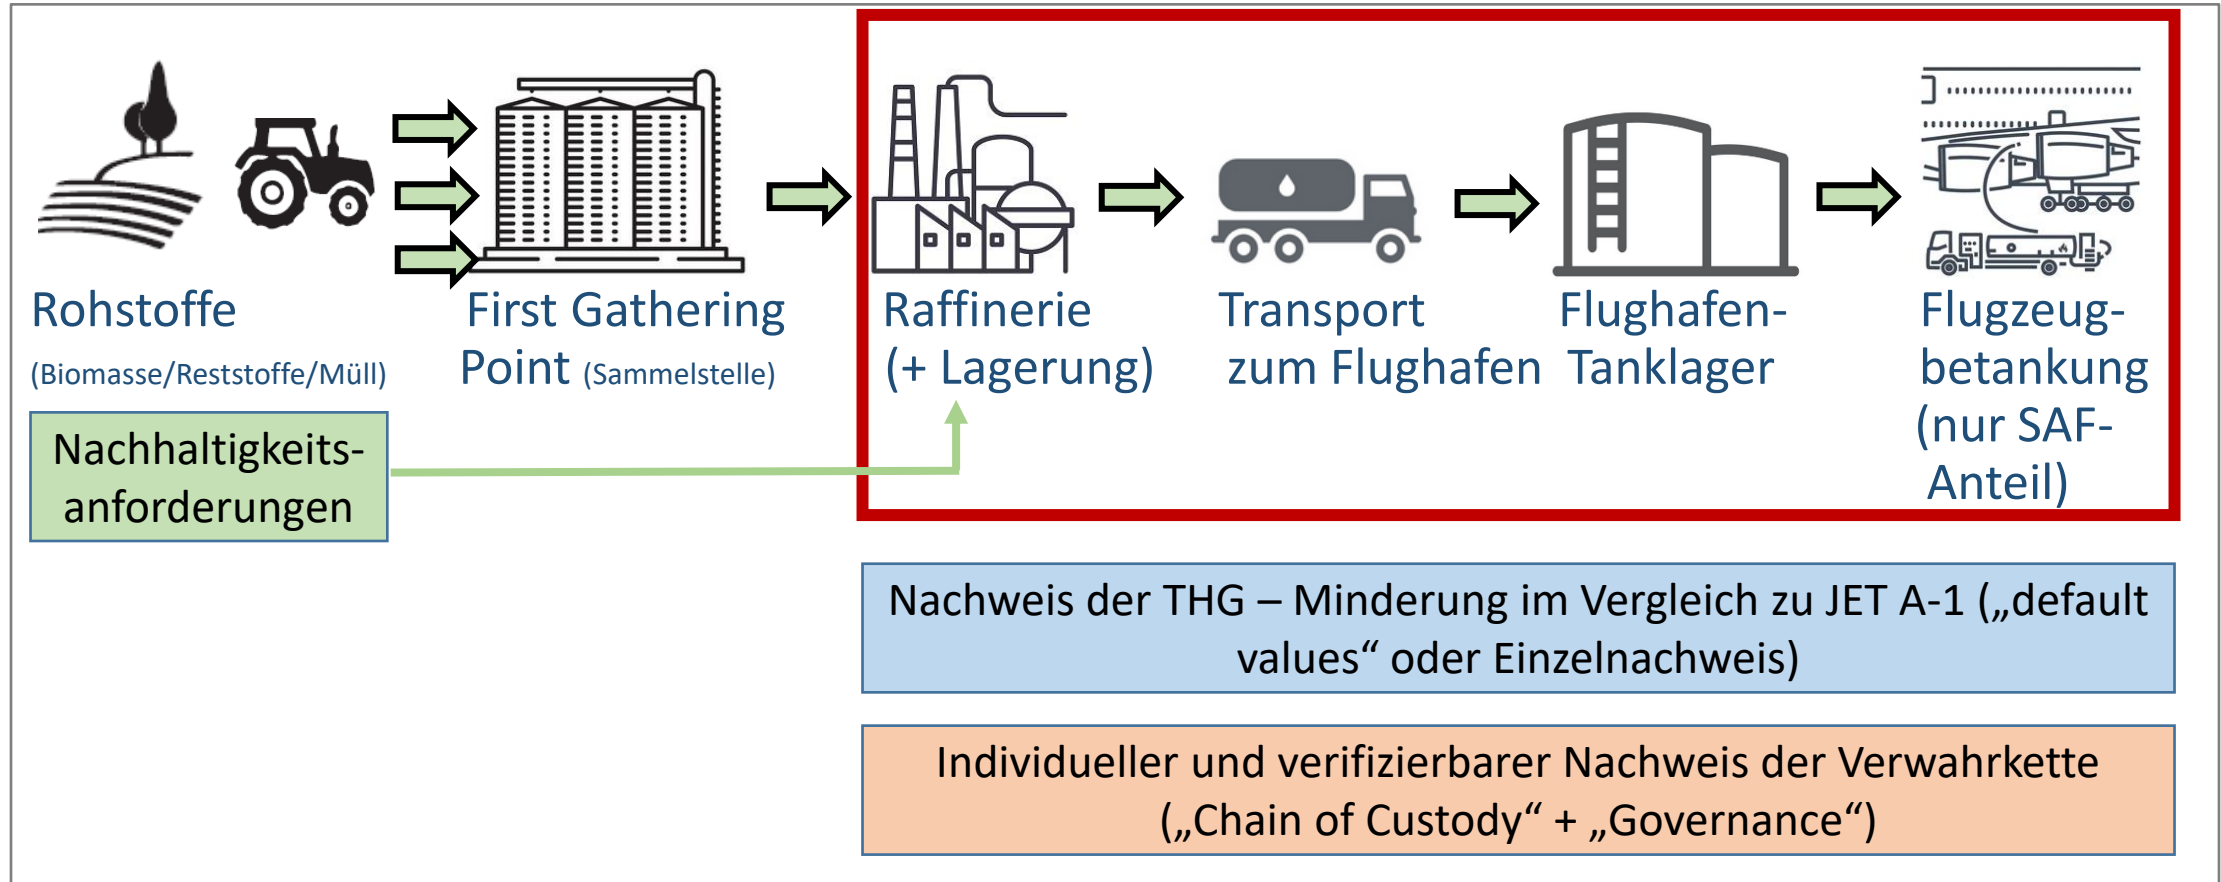 Rohstoffe
(Biomasse/Reststoffe/Müll)
First Gathering
Point (Sammelstelle)
Raffinerie
(+ Lagerung)
Transport
zum Flughafen
Flughafen-
Tanklager
Flugzeug-
betankung
(nur SAF-
Anteil)
Nachhaltigkeits-
anforderungen
Nachweis der THG – Minderung im Vergleich zu JET A-1 („default
values“ oder Einzelnachweis)
Individueller und verifizierbarer Nachweis der Verwahrkette
(„Chain of Custody“ + „Governance“)